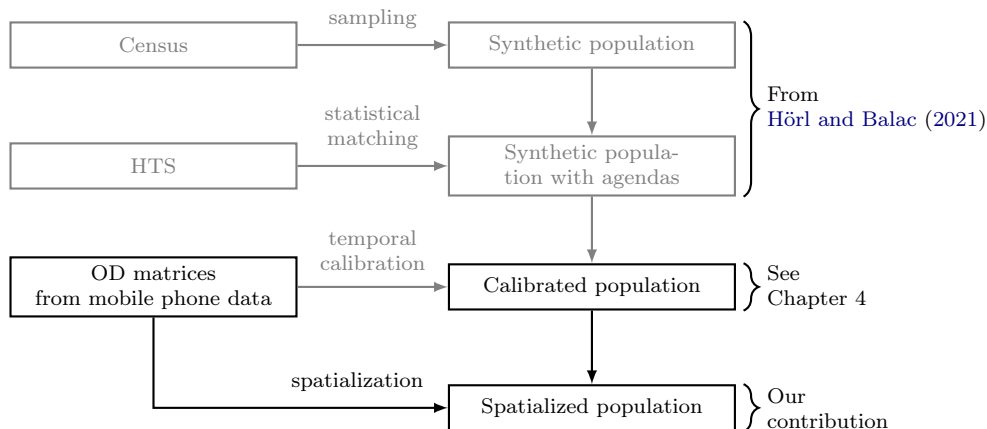 sampling
Census
Synthetic population
From
Hörl and Balac (2021)
statistical
matching
HTS
Synthetic popula-
tion with agendas
temporal
calibration
OD matrices
from mobile phone data
Calibrated population
See
Chapter 4
spatialization
Spatialized population
Our
contribution